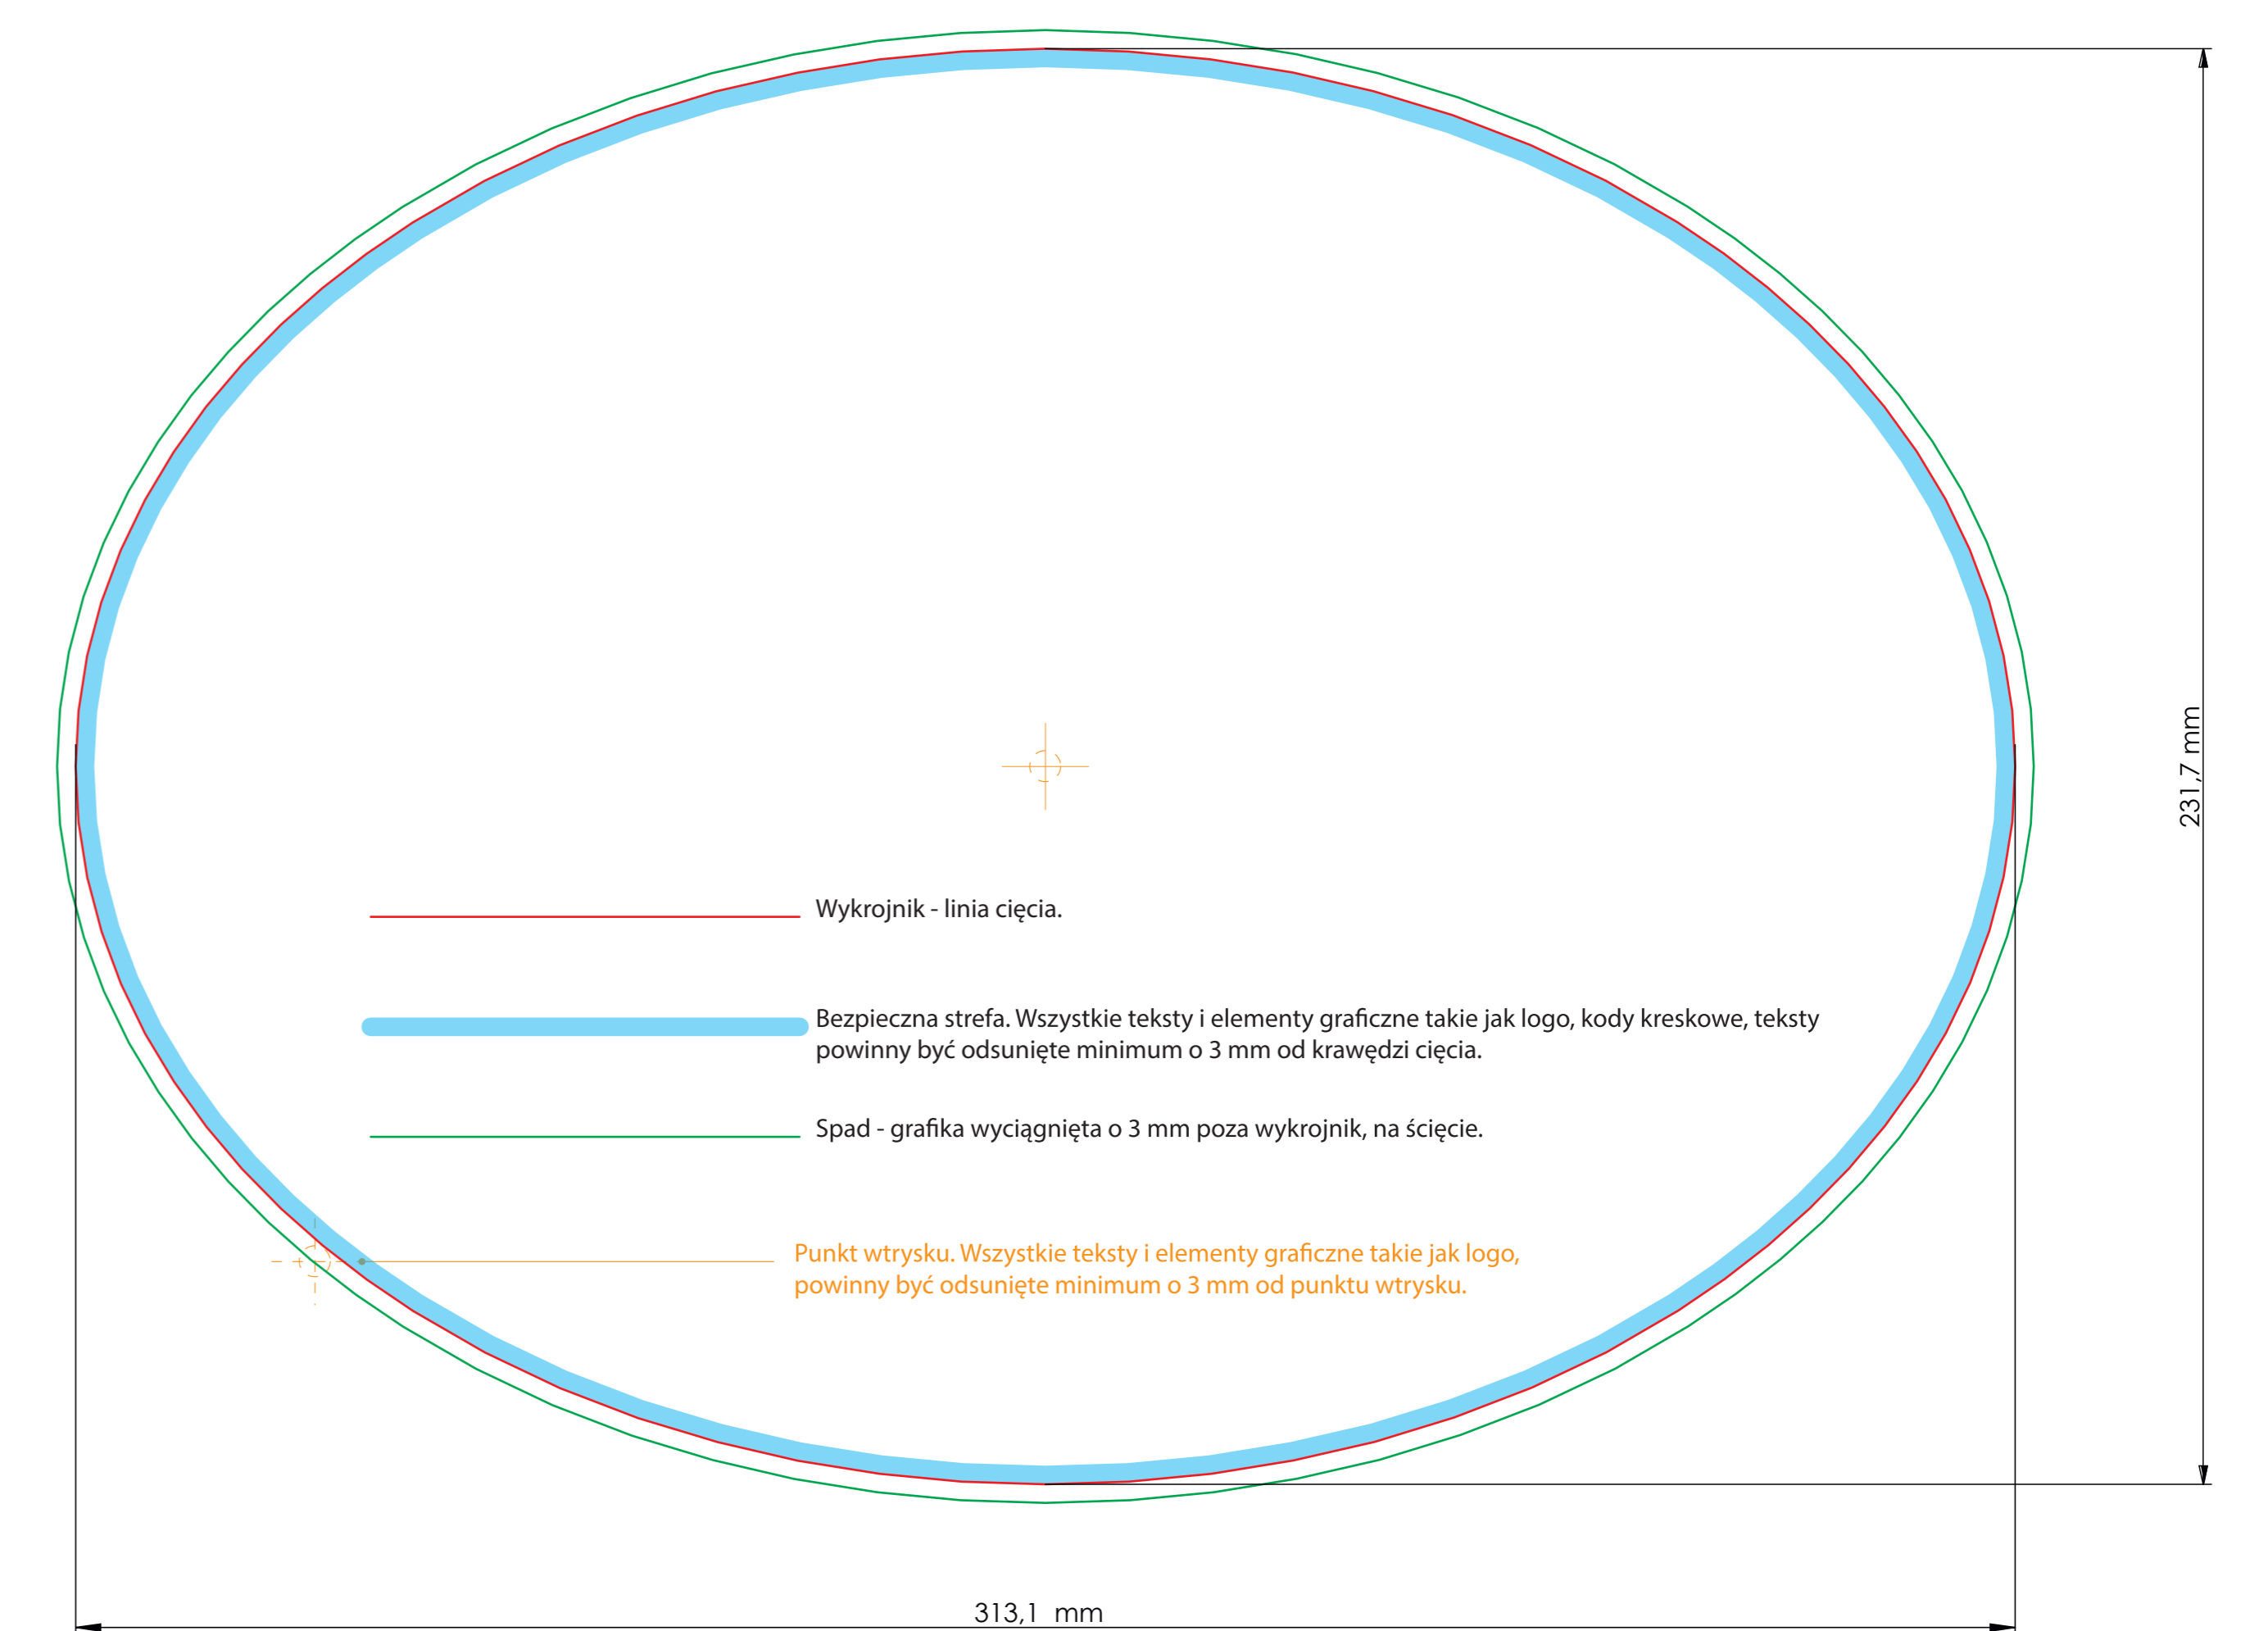 231,7 mm
Wykrojnik - linia cięcia.
Bezpieczna strefa. Wszystkie teksty i elementy graficzne takie jak logo, kody kreskowe, teksty
powinny być odsunięte minimum o 3 mm od krawędzi cięcia.
Spad - grafika wyciągnięta o 3 mm poza wykrojnik, na ścięcie.
Punkt wtrysku. Wszystkie teksty i elementy graficzne takie jak logo,
powinny być odsunięte minimum o 3 mm od punktu wtrysku.
313,1 mm